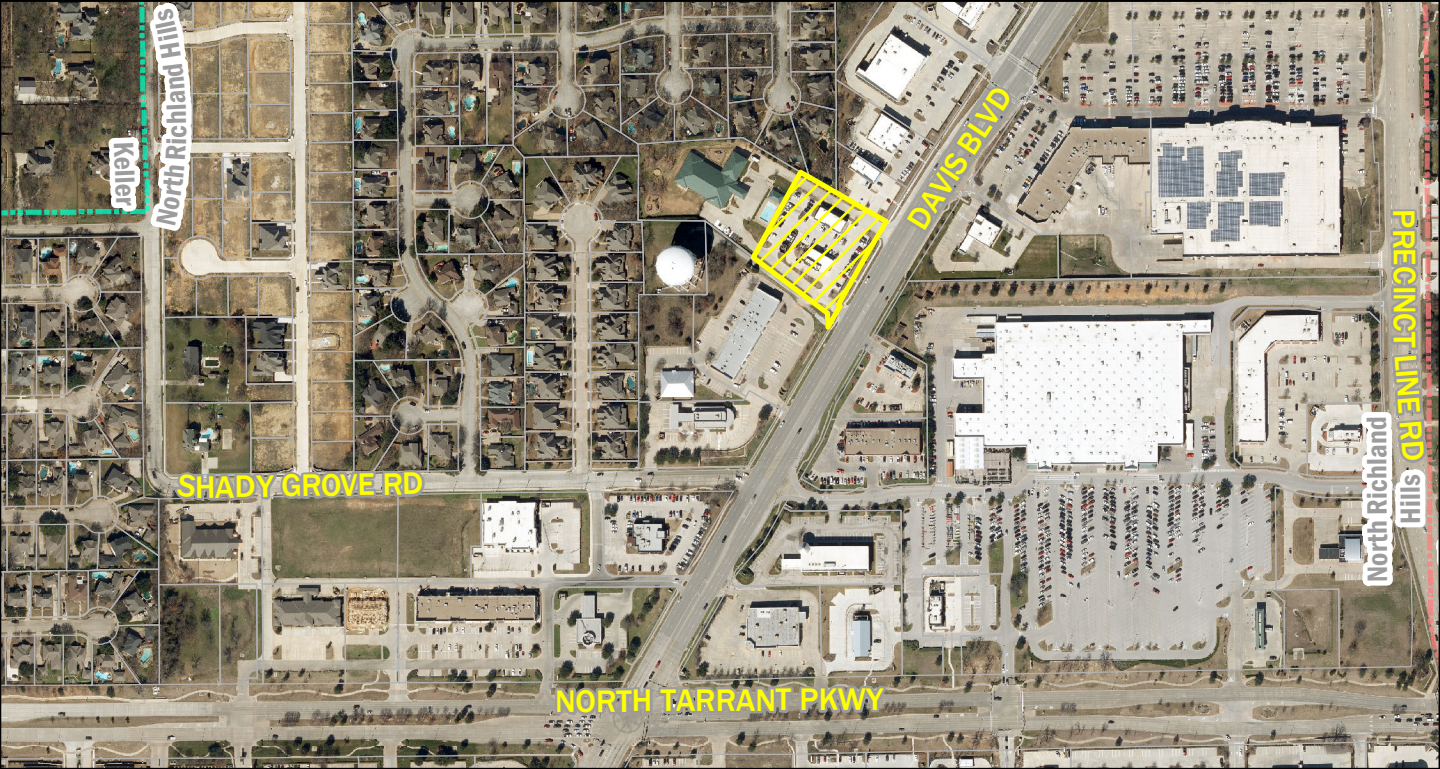 North Richland Hills
Keller
DAVIS BLVD
PRECINCT LINE RD
North Richland
Hills
SHADY GROVE RD
NORTH TARRANT PKWY